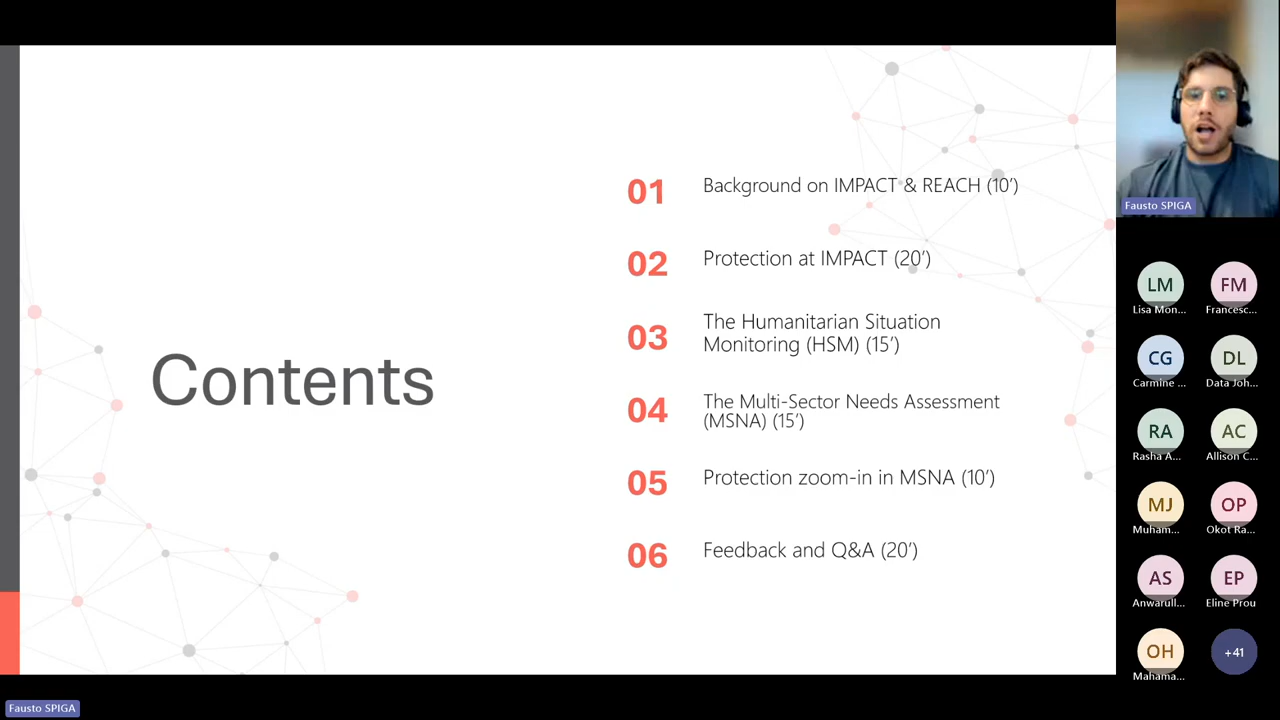 Contents
01 Background on IMPACT & REACH (10’)
02 Protection at IMPACT (20’)
03 The Humanitarian Situation
Monitoring (HSM) (15’)
04 The Multi-Sector Needs Assessment
(MSNA) (15’)
05 Protection zoom-in in MSNA (10’)
06 Feedback and Q&A (20’)
Fausto SPIGA
LM FM
Lisa Mon... Francesc...
CG DL
Carmine ... Data Joh...
RA AC
Rasha A... Allison C...
MJ OP
Muham... Okot Ra...
AS EP
Anwarull... Eline Prou
OH +41
Mahama...
Fausto SPIGA